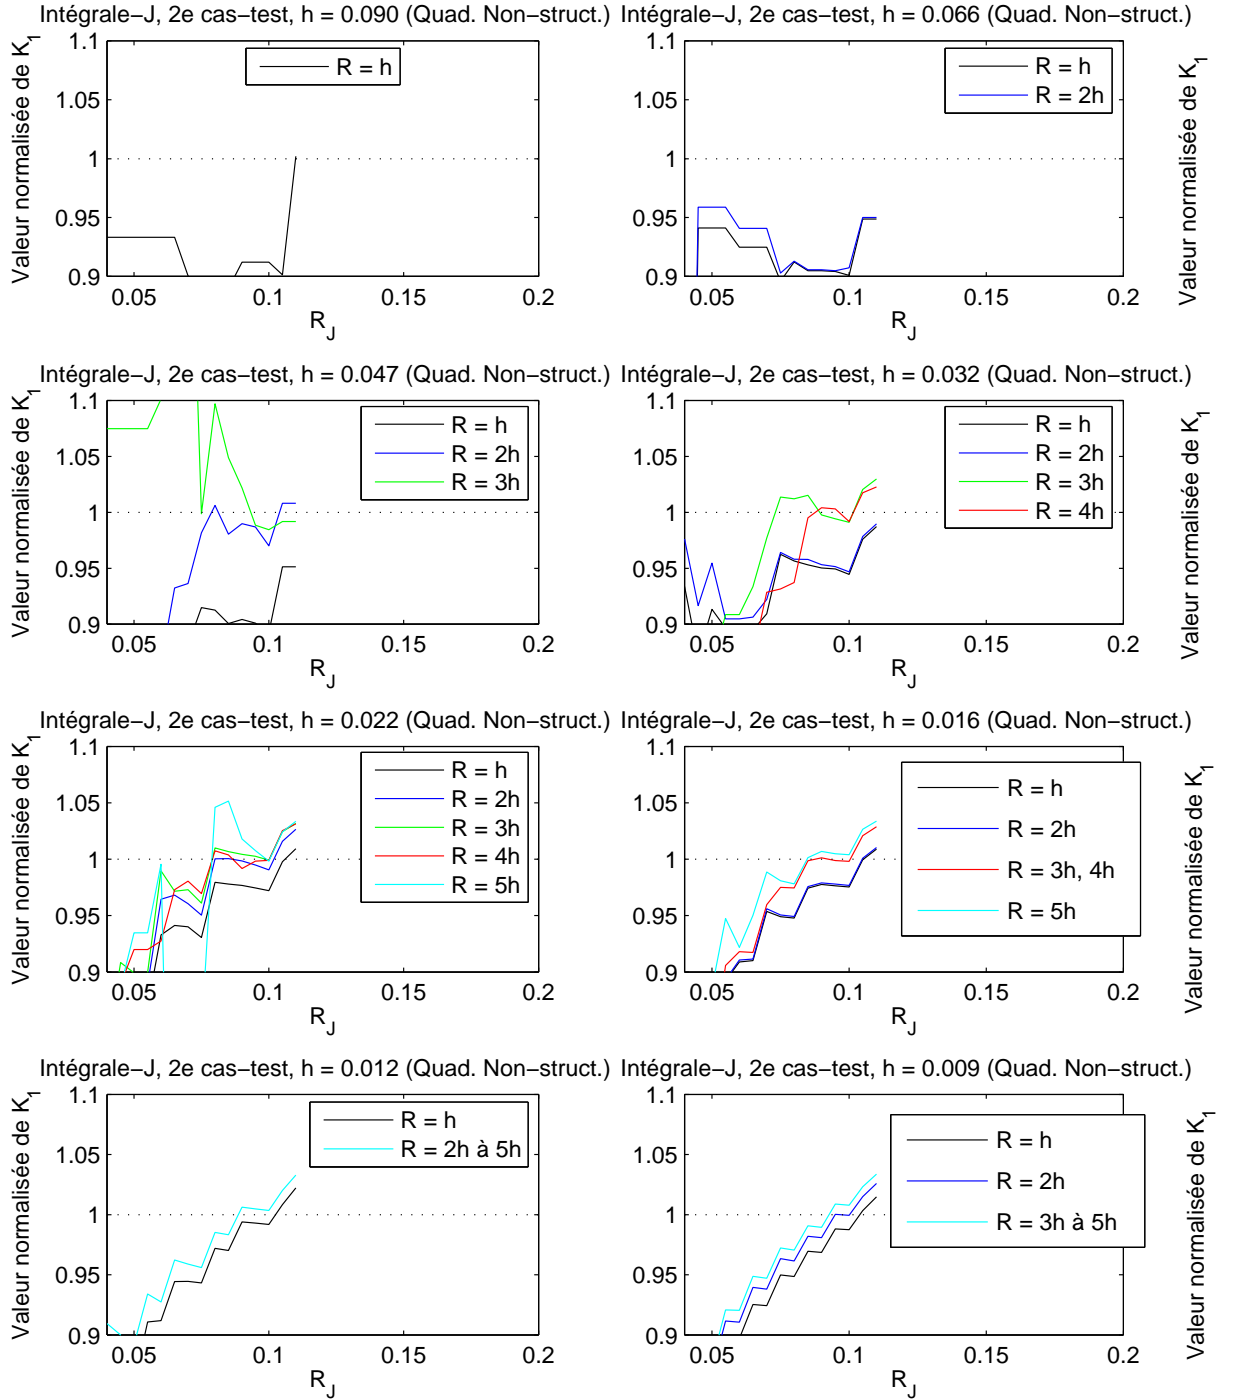 Intégrale−J, 2e cas−test, h = 0.090 (Quad. Non−struct.)
Valeur normalisée de K1
1.1
1.05
1
0.95
0.9
0.05
0.1
0.15
0.2
RJ
R = h
Intégrale−J, 2e cas−test, h = 0.066 (Quad. Non−struct.)
Valeur normalisée de K1
1.1
1.05
1
0.95
0.9
0.05
0.1
0.15
0.2
RJ
R = h
R = 2h
Intégrale−J, 2e cas−test, h = 0.047 (Quad. Non−struct.)
Valeur normalisée de K1
1.1
1.05
1
0.95
0.9
0.05
0.1
0.15
0.2
RJ
R = h
R = 2h
R = 3h
Intégrale−J, 2e cas−test, h = 0.032 (Quad. Non−struct.)
Valeur normalisée de K1
1.1
1.05
1
0.95
0.9
0.05
0.1
0.15
0.2
RJ
R = h
R = 2h
R = 3h
R = 4h
Intégrale−J, 2e cas−test, h = 0.022 (Quad. Non−struct.)
Valeur normalisée de K1
1.1
1.05
1
0.95
0.9
0.05
0.1
0.15
0.2
RJ
R = h
R = 2h
R = 3h
R = 4h
R = 5h
Intégrale−J, 2e cas−test, h = 0.016 (Quad. Non−struct.)
Valeur normalisée de K1
1.1
1.05
1
0.95
0.9
0.05
0.1
0.15
0.2
RJ
R = h
R = 2h
R = 3h, 4h
R = 5h
Intégrale−J, 2e cas−test, h = 0.012 (Quad. Non−struct.)
Valeur normalisée de K1
1.1
1.05
1
0.95
0.9
0.05
0.1
0.15
0.2
RJ
R = h
R = 2h à 5h
Intégrale−J, 2e cas−test, h = 0.009 (Quad. Non−struct.)
Valeur normalisée de K1
1.1
1.05
1
0.95
0.9
0.05
0.1
0.15
0.2
RJ
R = h
R = 2h
R = 3h à 5h